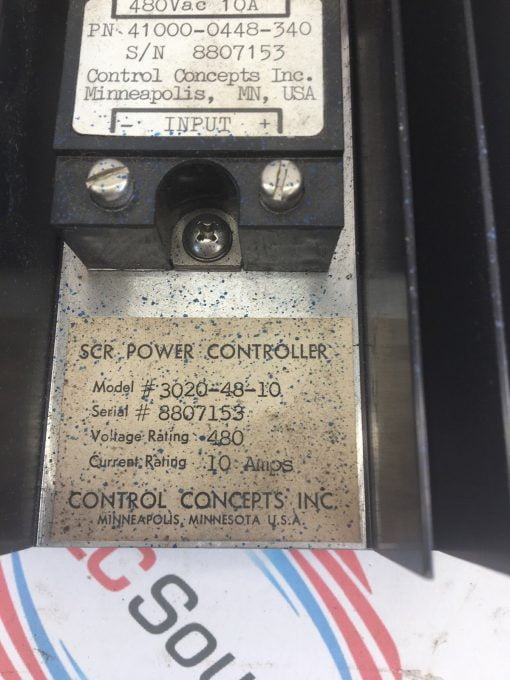 480Vac 10A
PN 41000-0448-340
S/N 8807153
Control Concepts Inc.
Minneapolis, MN, USA
- INPUT +
SCR POWER CONTROLLER
Model # 3020-48-10
Serial # 8807153
Voltage Rating 480
Current Rating 10 Amps
CONTROL CONCEPTS INC.
MINNEAPOLIS, MINNESOTA U.S.A.